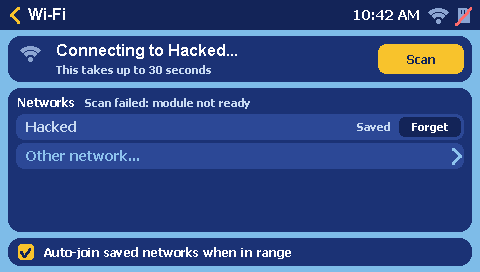 Wi-Fi 10:42 AM
Connecting to Hacked...
This takes up to 30 seconds
Scan
Networks Scan failed: module not ready
Hacked Saved Forget
Other network...
Auto-join saved networks when in range